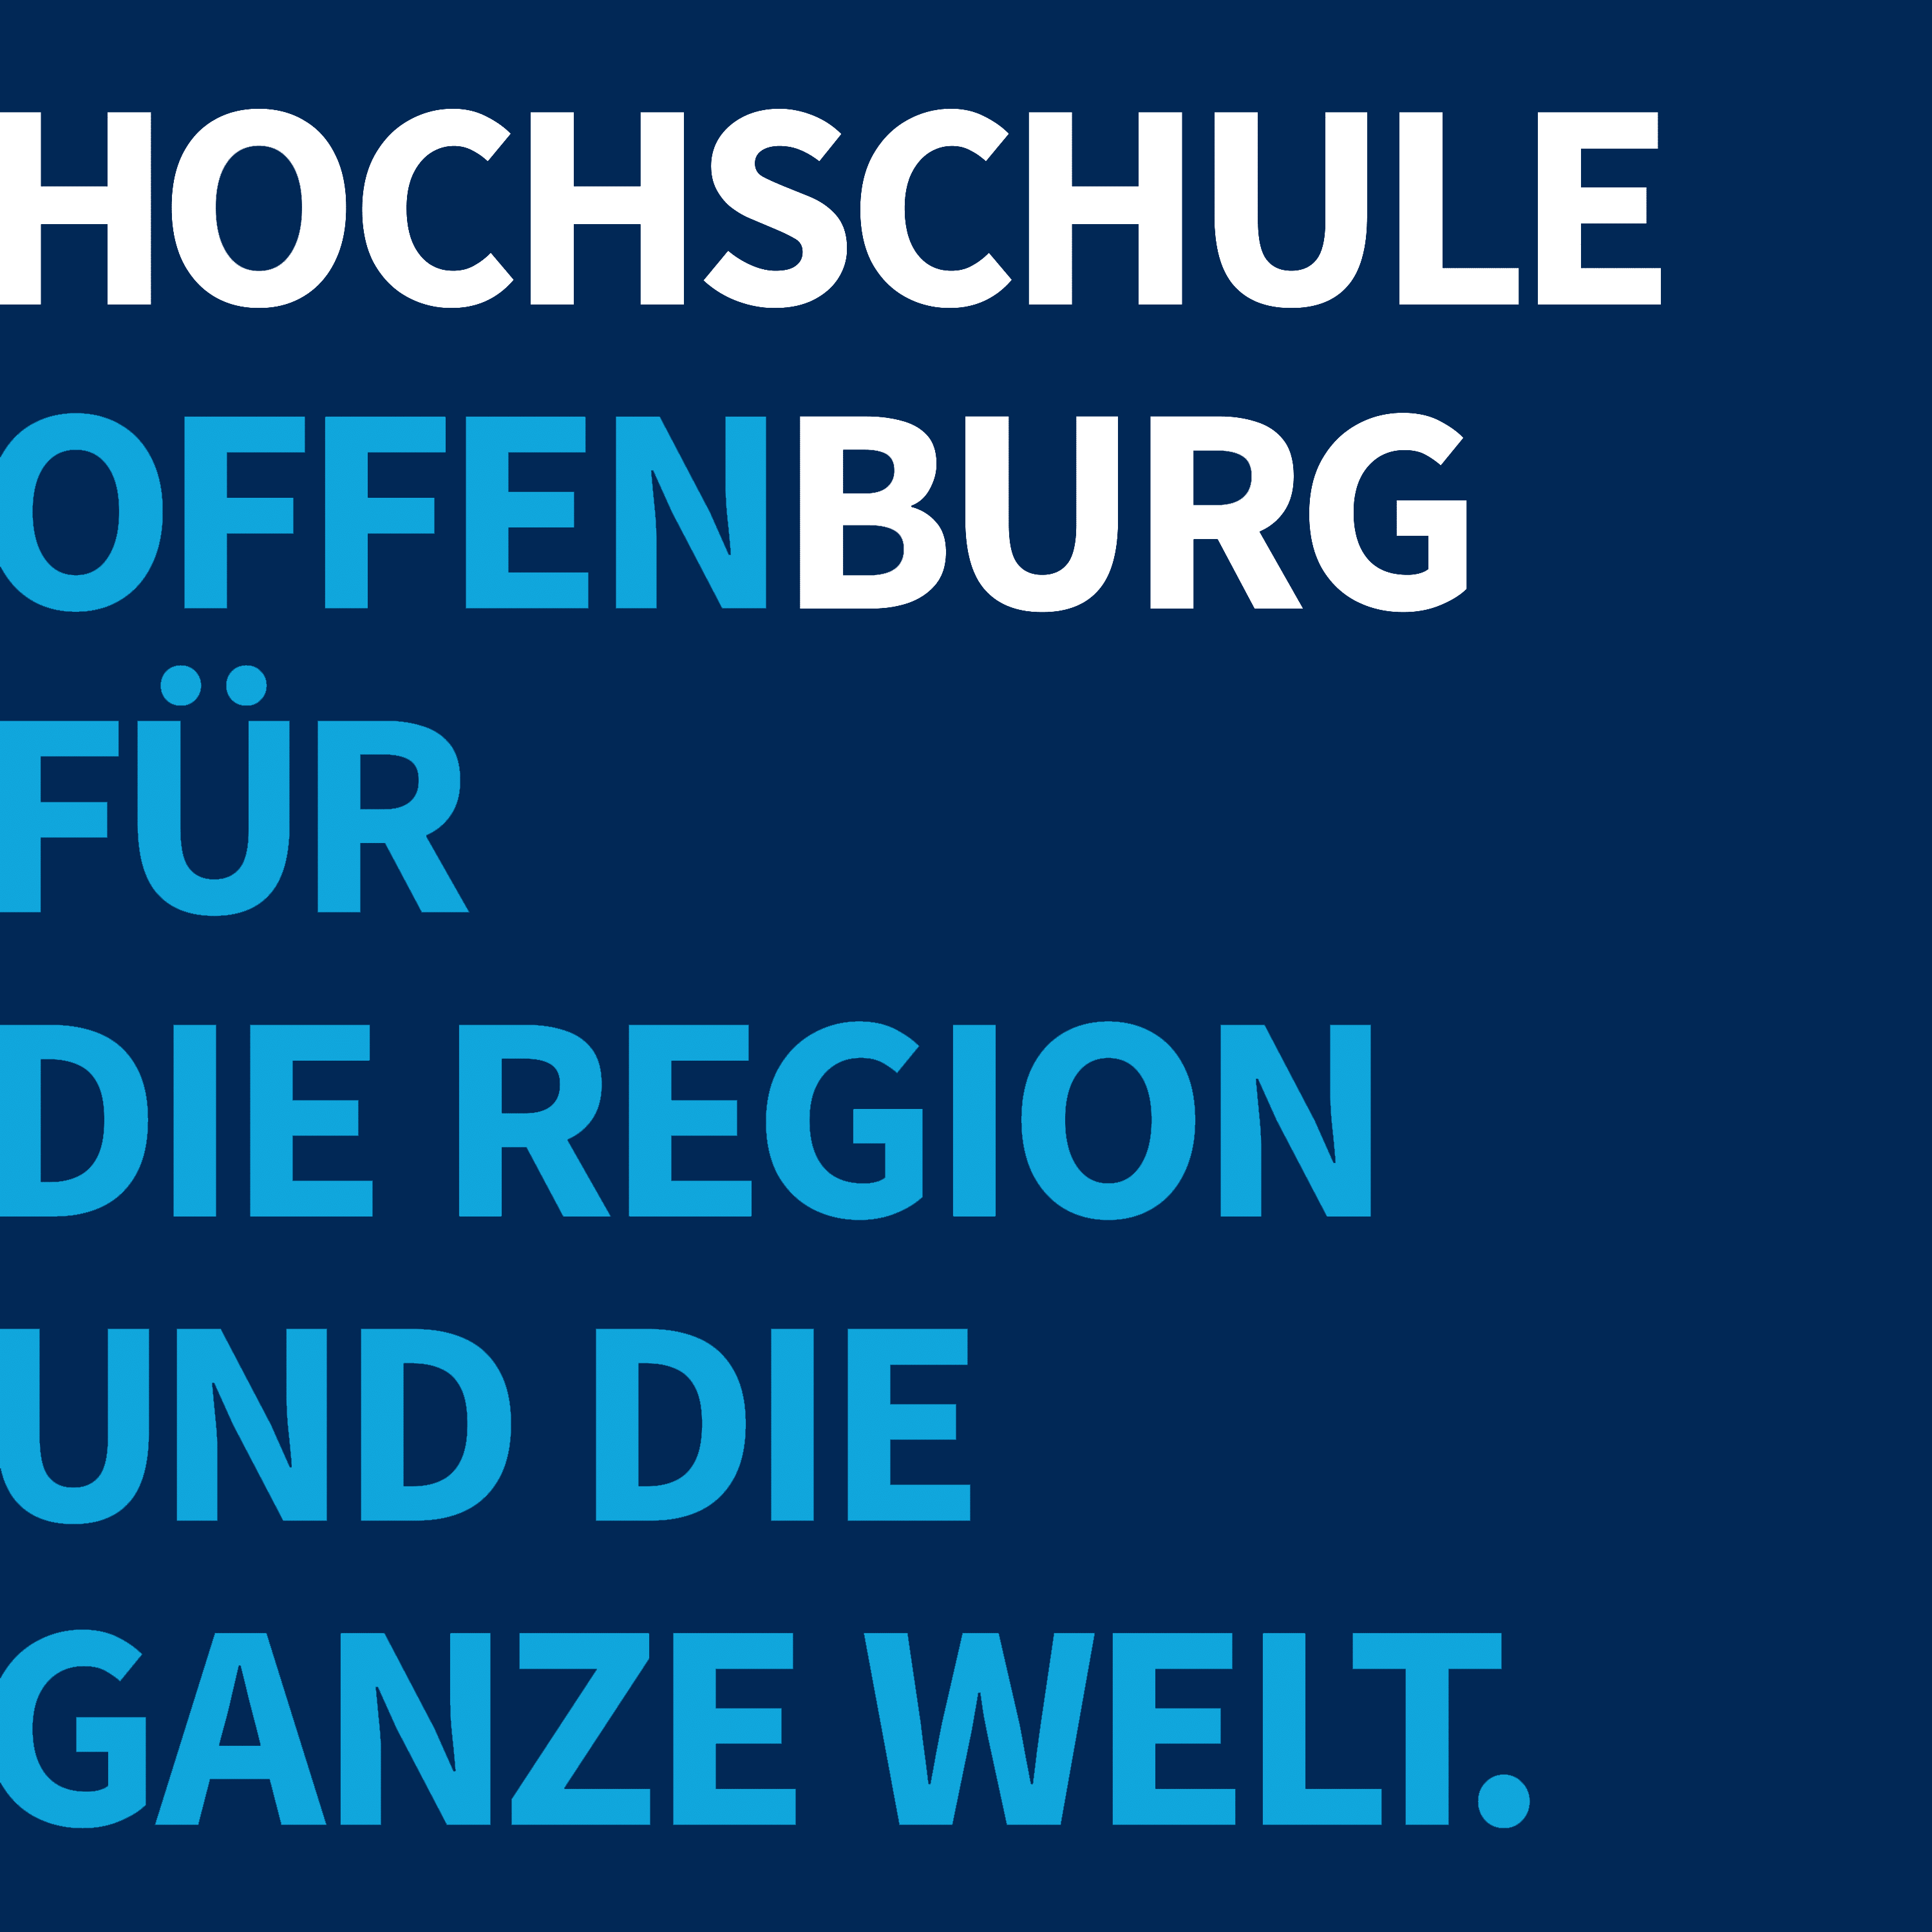 HOCHSCHULE
OFFENBURG
FÜR
DIE REGION
UND DIE
GANZE WELT.